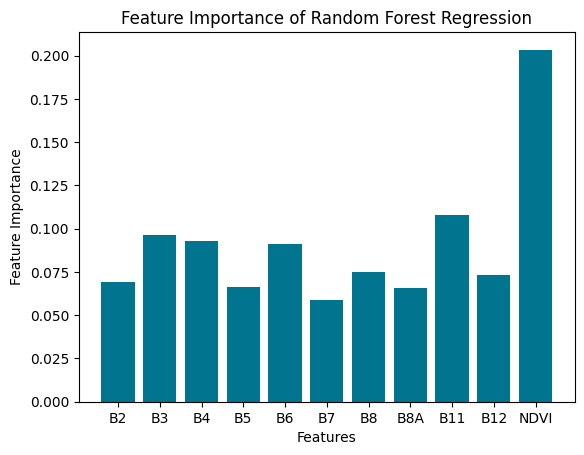 Feature Importance of Random Forest Regression
0.200
0.175
0.150
0.125
0.100
0.075
0.050
0.025
0.000
Feature Importance
B2 B3 B4 B5 B6 B7 B8 B8A B11 B12 NDVI
Features